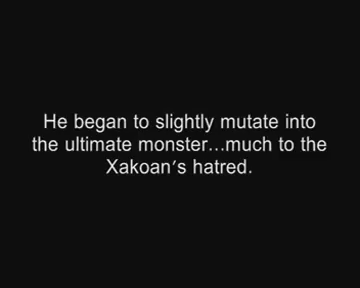 He began to slightly mutate into
the ultimate monster...much to the
Xakoan's hatred.